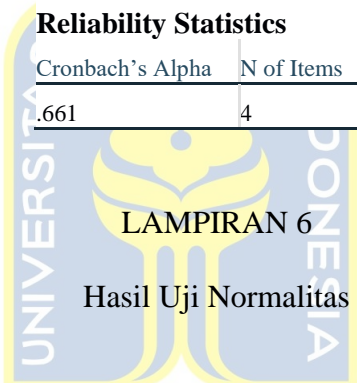 Reliability Statistics
Cronbach's Alpha N of Items
.661 4
LAMPIRAN 6
Hasil Uji Normalitas